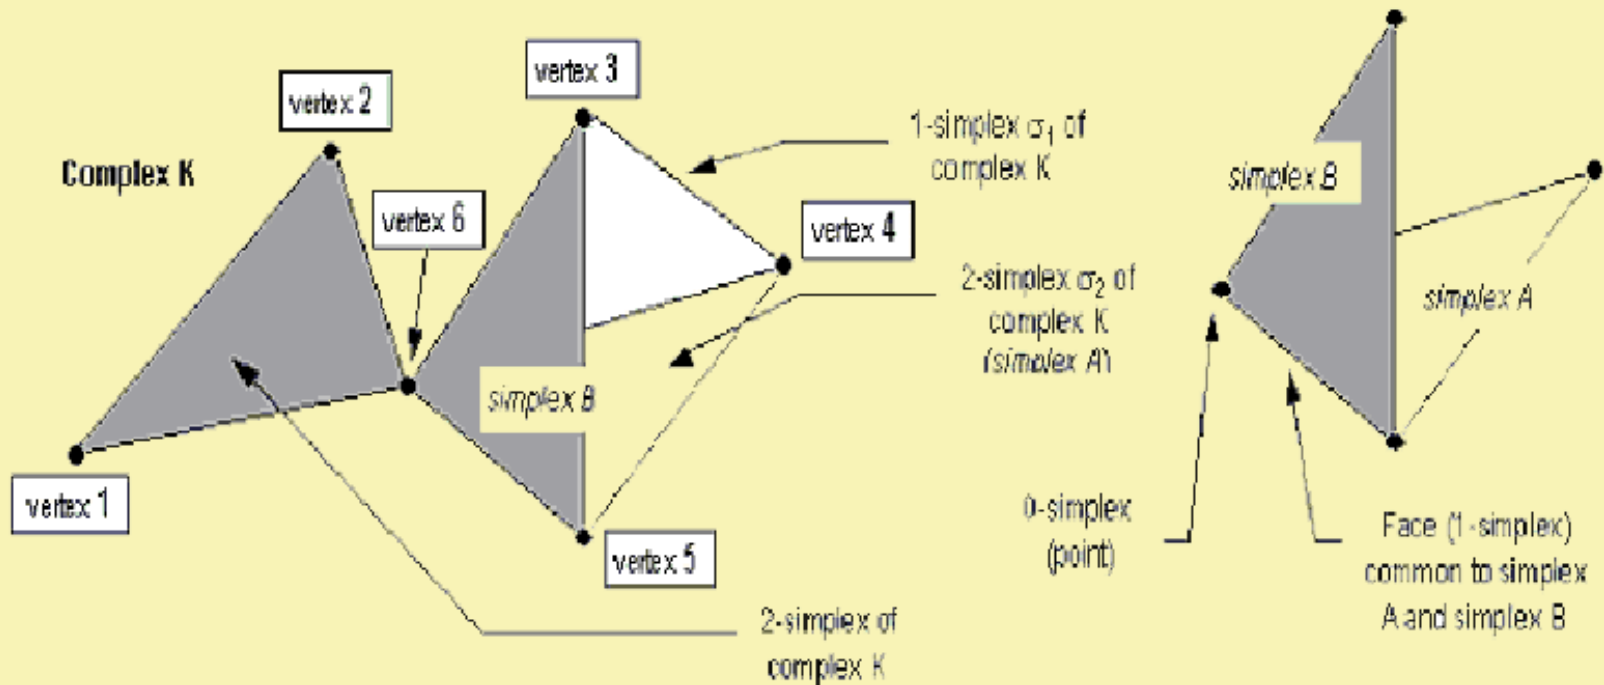 Complex K
vertex 1
vertex 2
vertex 6
vertex 3
vertex 4
vertex 5
simplex B
1-simplex σ1 of
complex K
2-simplex σ2 of
complex K
(simplex A)
2-simplex of
complex K
simplex B
simplex A
0-simplex
(point)
Face (1-simplex)
common to simplex
A and simplex B